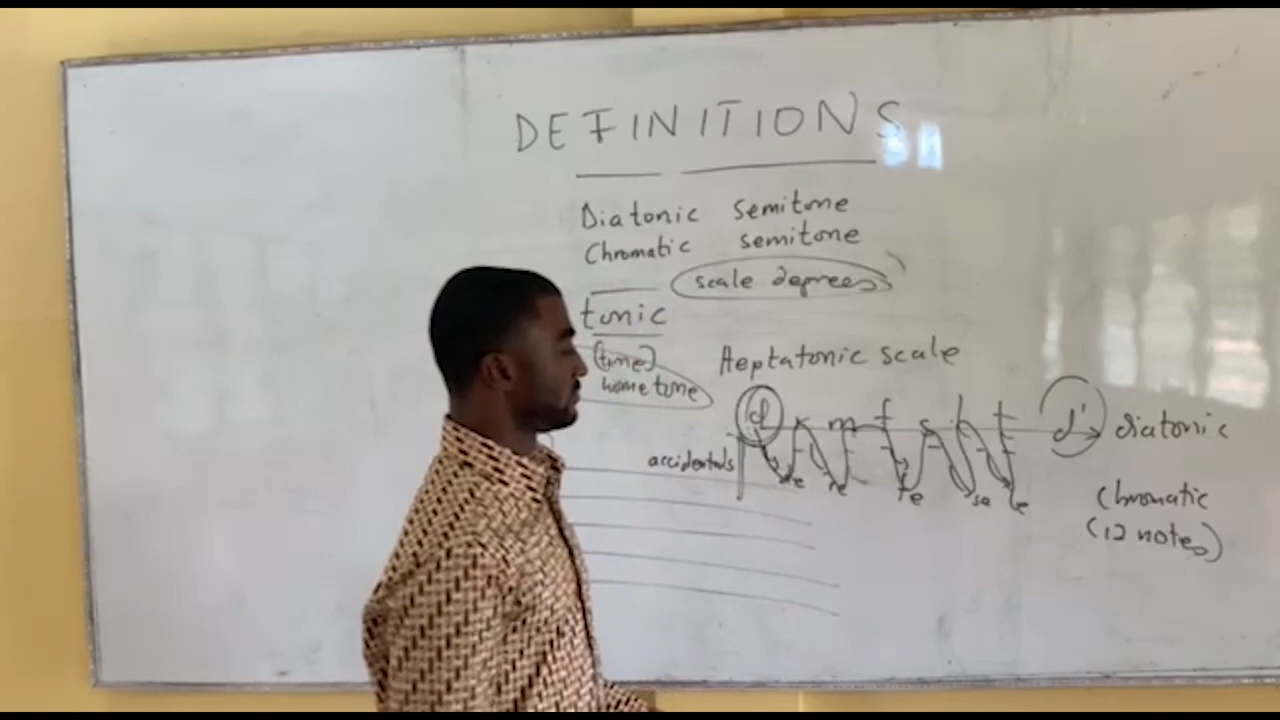 DEFINITIONS
Diatonic semitone
Chromatic semitone
scale degrees
tonic
(tone)
home tone
Heptatonic scale
d r m f s l t d' diatonic
accidentals de re fe se le
Chromatic
(12 notes)